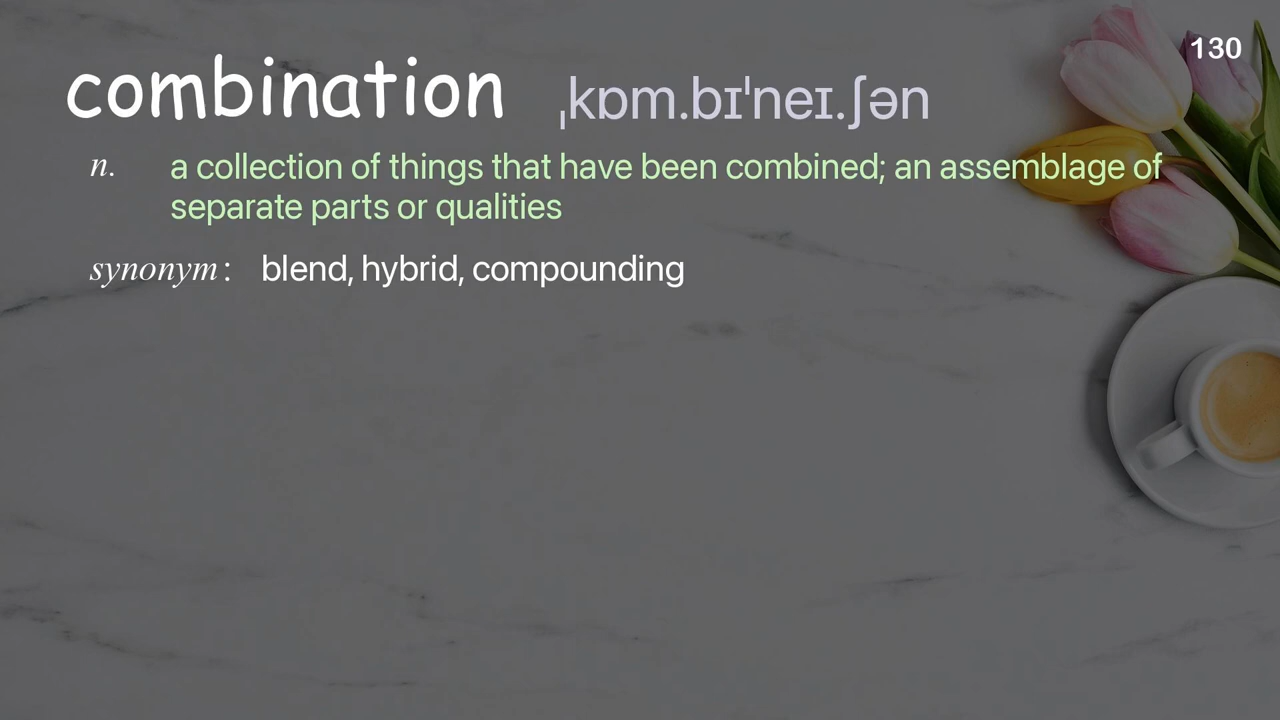 130
combination ˌkɒm.bɪˈneɪ.ʃən
n. a collection of things that have been combined; an assemblage of
separate parts or qualities
synonym: blend, hybrid, compounding